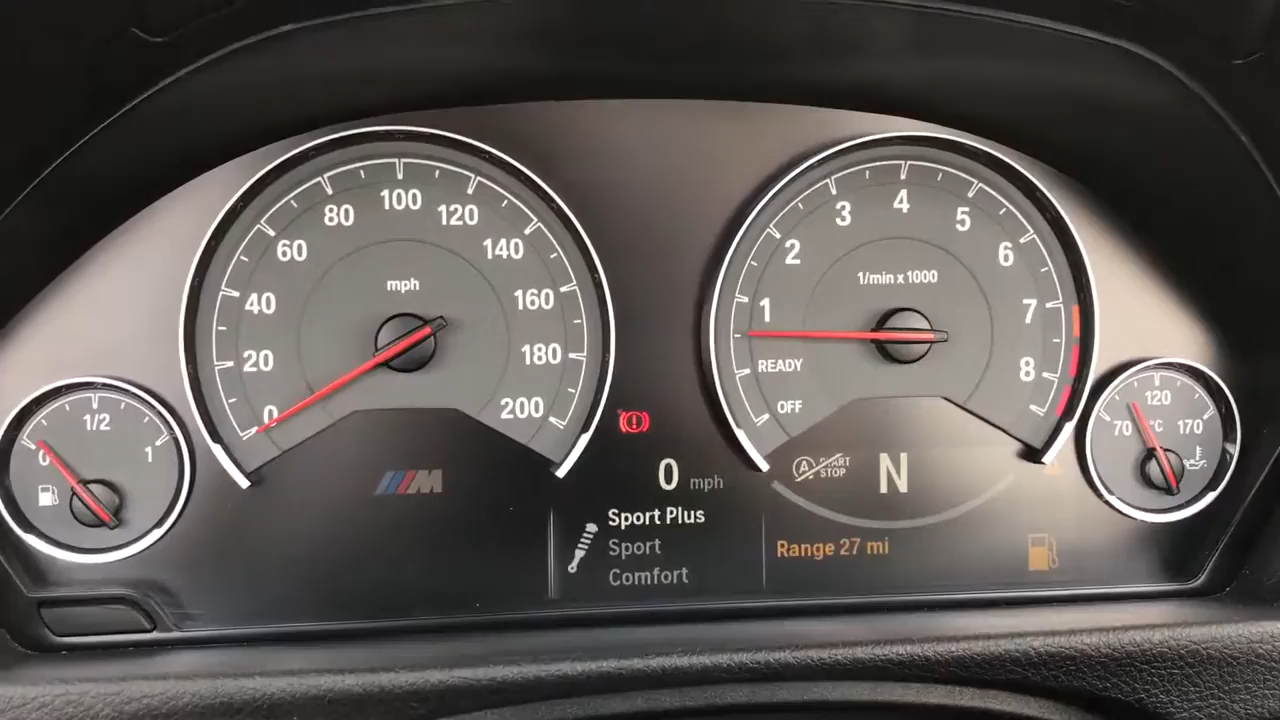 0
20
40
60
80
100
120
140
160
180
200
mph
OFF
READY
1
2
3
4
5
6
7
8
1/min x 1000
0
1/2
1
70
120
170
°C
M
0 mph
Sport Plus
Sport
Comfort
A
START
STOP
N
Range 27 mi